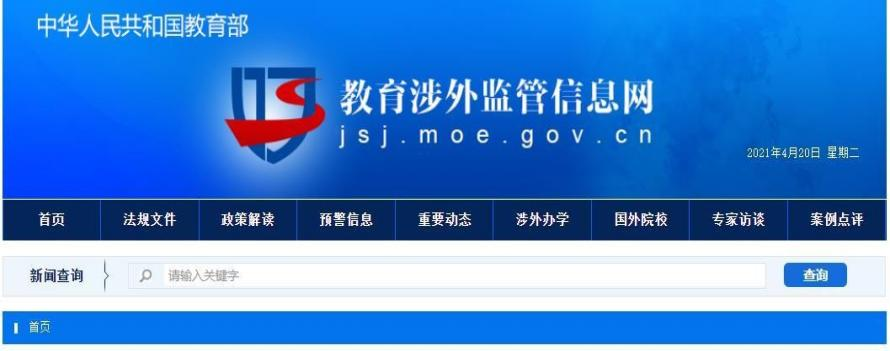 中华人民共和国教育部
教育涉外监管信息网
jsj.moe.gov.cn
2021年4月20日 星期二
首页 法规文件 政策解读 预警信息 重要动态 涉外办学 国外院校 专家访谈 案例点评
新闻查询 请输入关键字 查询
首页